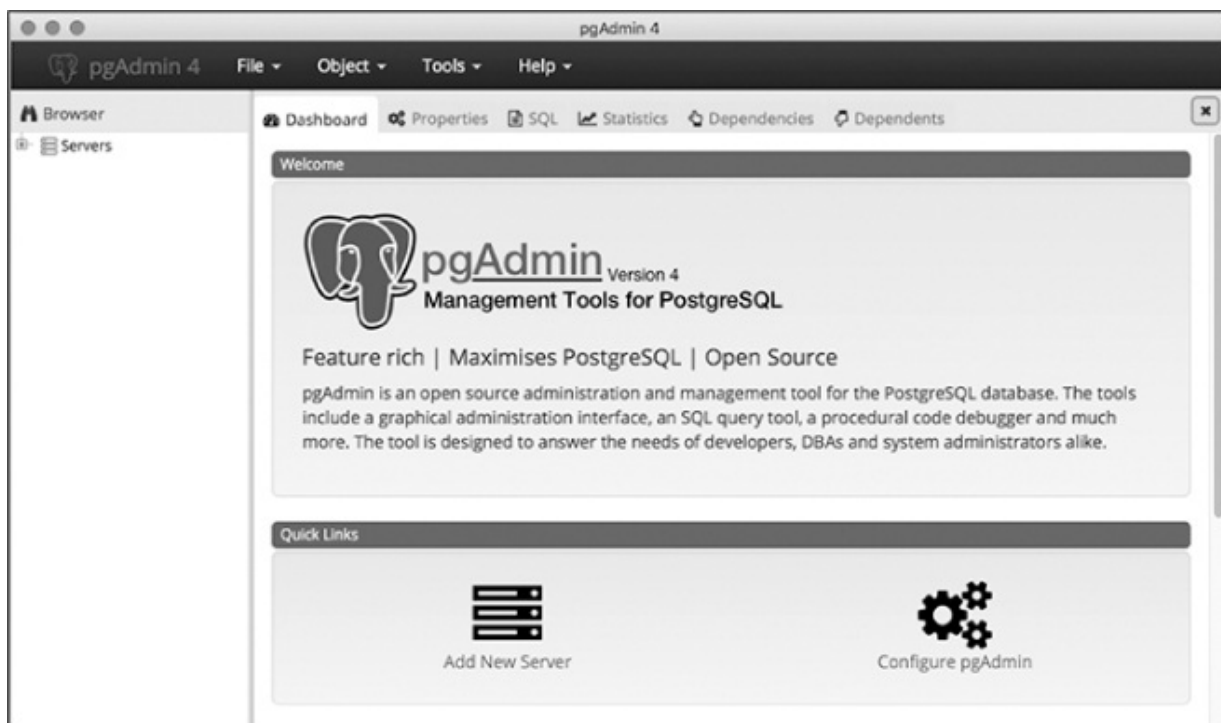 pgAdmin 4
pgAdmin 4 File Object Tools Help
Browser
Servers
Dashboard Properties SQL Statistics Dependencies Dependents
Welcome
pgAdmin Version 4
Management Tools for PostgreSQL
Feature rich | Maximises PostgreSQL | Open Source
pgAdmin is an open source administration and management tool for the PostgreSQL database. The tools
include a graphical administration interface, an SQL query tool, a procedural code debugger and much
more. The tool is designed to answer the needs of developers, DBAs and system administrators alike.
Quick Links
Add New Server
Configure pgAdmin